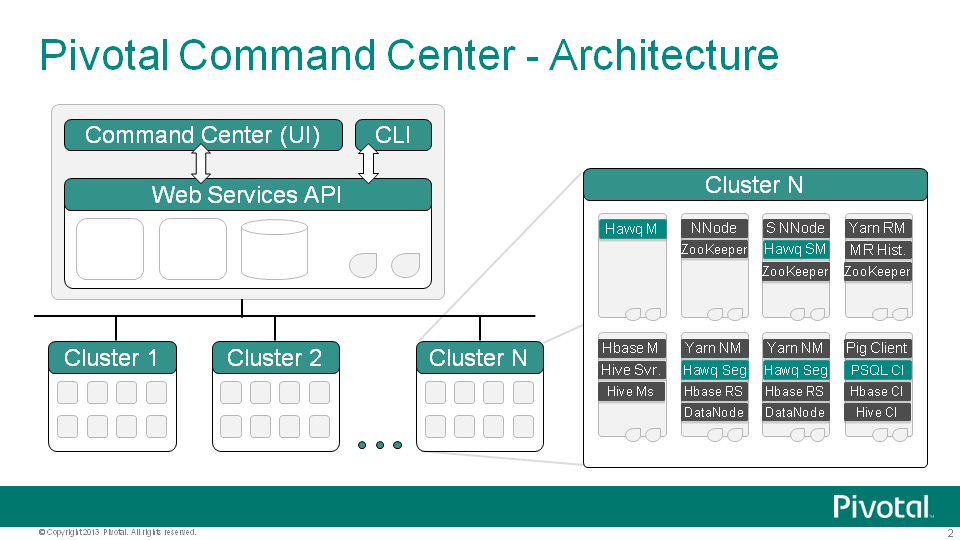 Pivotal Command Center - Architecture
Command Center (UI)
CLI
Web Services API
Cluster 1
Cluster 2
Cluster N
Cluster N
Hawq M
NNode
ZooKeeper
S NNode
Hawq SM
ZooKeeper
Yarn RM
MR Hist.
ZooKeeper
Hbase M
Hive Svr.
Hive Ms
Yarn NM
Hawq Seg
Hbase RS
DataNode
Yarn NM
Hawq Seg
Hbase RS
DataNode
Pig Client
PSQL Cl
Hbase Cl
Hive Cl
Pivotal™
© Copyright 2013 Pivotal. All rights reserved.
2